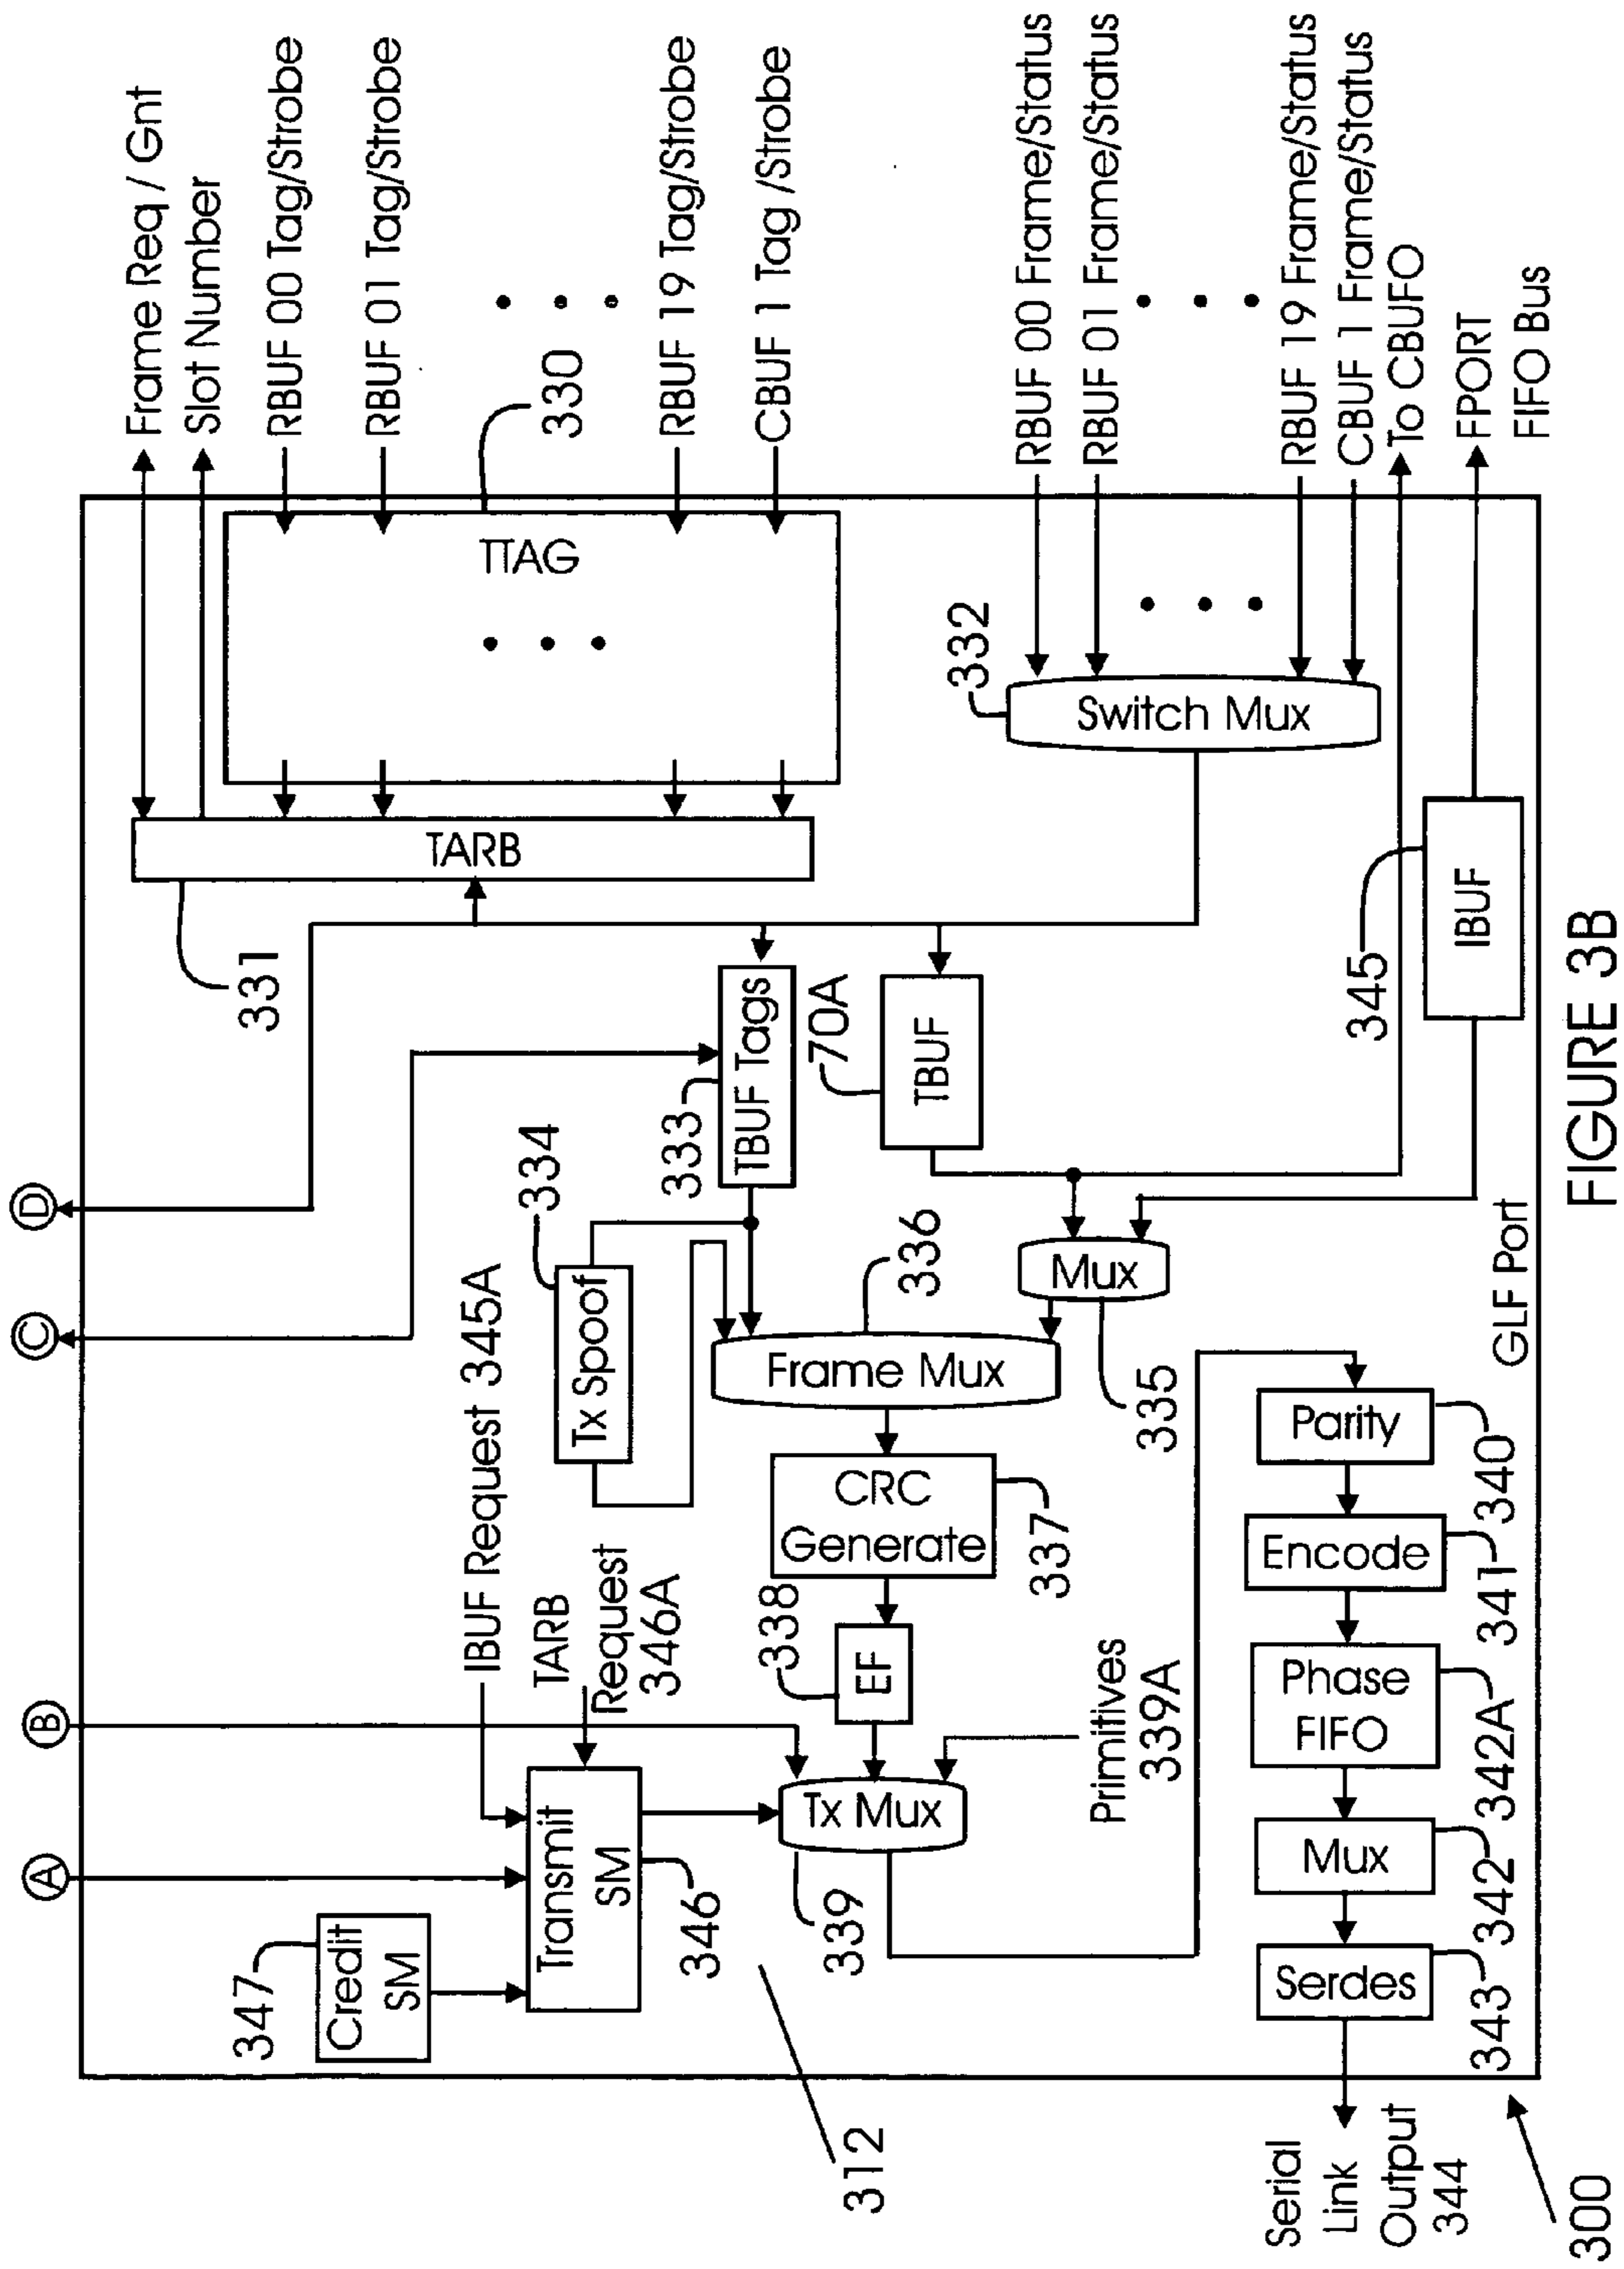 A
B
C
D
347
Credit
SM
IBUF Request 345A
TARB
Request
346A
Transmit
SM
346
312
334
Tx Spoof
331
TARB
Frame Req / Gnt
Slot Number
RBUF 00 Tag/Strobe
RBUF 01 Tag/Strobe
330
RBUF 19 Tag/Strobe
CBUF 1 Tag /Strobe
TTAG
333
TBUF Tags
70A
TBUF
336
Frame Mux
CRC
Generate
337
338
EF
Tx Mux
339
Primitives
339A
Mux
335
332
Switch Mux
RBUF 00 Frame/Status
RBUF 01 Frame/Status
RBUF 19 Frame/Status
CBUF 1 Frame/Status
To CBUFO
FPORT
FIFO Bus
345
IBUF
Parity
340
Encode
341
Phase
FIFO
342A
Mux
342
Serdes
343
Serial
Link
Output
344
GLF Port
300
FIGURE 3B